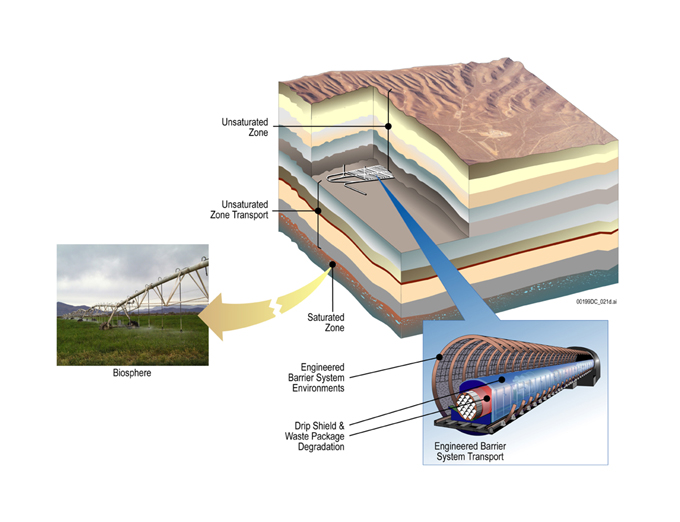 Unsaturated
Zone
Unsaturated
Zone Transport
00199DC_021d.ai
Saturated
Zone
Biosphere
Engineered
Barrier System
Environments
Drip Shield &
Waste Package
Degradation
Engineered Barrier
System Transport